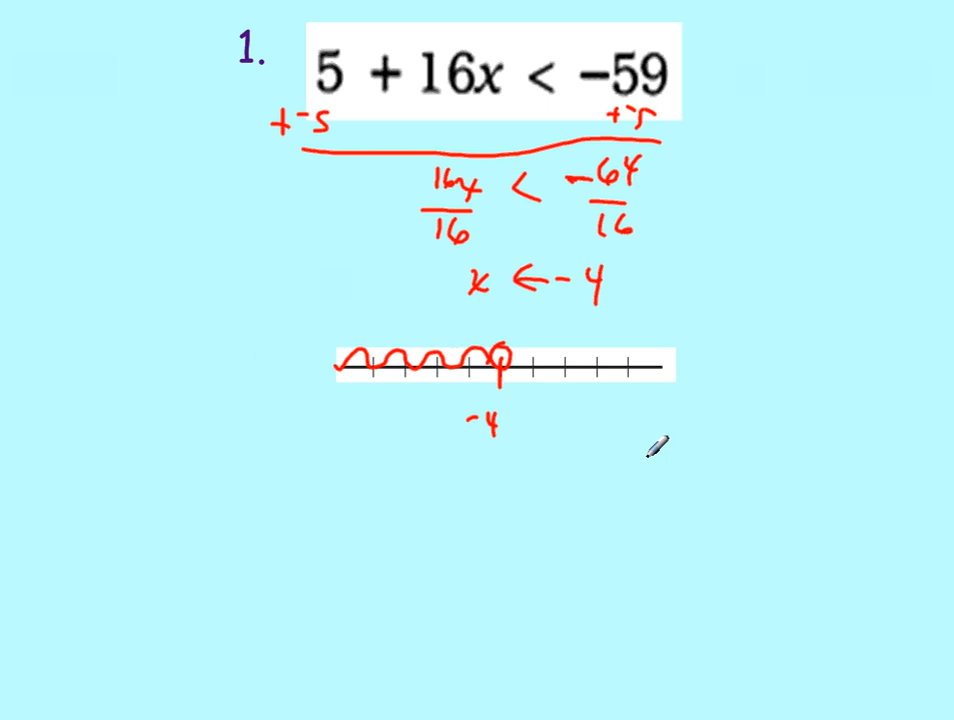 1. 5 + 16x < -59
+-5 +-5
16x < -64
16 16
x < -4
-4